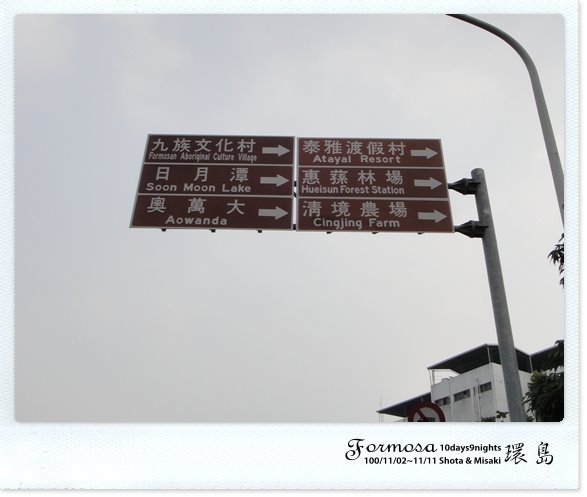 九族文化村
Formosan Aboriginal Culture Village
日月潭
Soon Moon Lake
奧萬大
Aowanda
泰雅渡假村
Atayal Resort
惠蓀林場
Hueisun Forest Station
清境農場
Cingjing Farm
Formosa 10days9nights 環島
100/11/02~11/11 Shota & Misaki